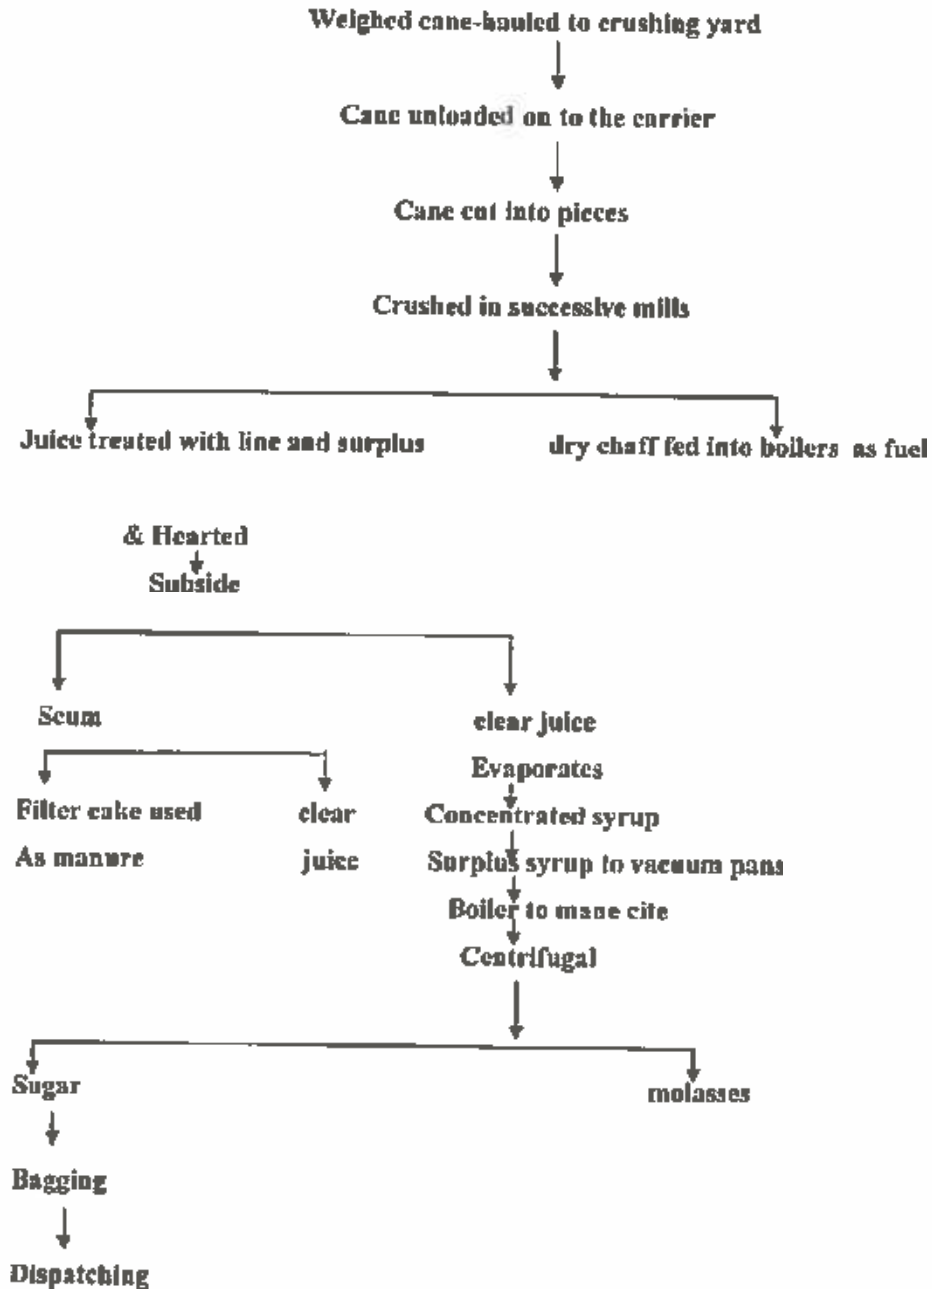 Weighed cane-hauled to crushing yard
Cane unloaded on to the carrier
Cane cut into pieces
Crushed in successive mills
Juice treated with line and surplus
dry chaff fed into boilers as fuel
& Hearted
Subside
Scum
clear juice
Evaporates
Filter cake used
clear
Concentrated syrup
As manure
juice
Surplus syrup to vacuum pans
Boiler to mane cite
Centrifugal
Sugar
molasses
Bagging
Dispatching